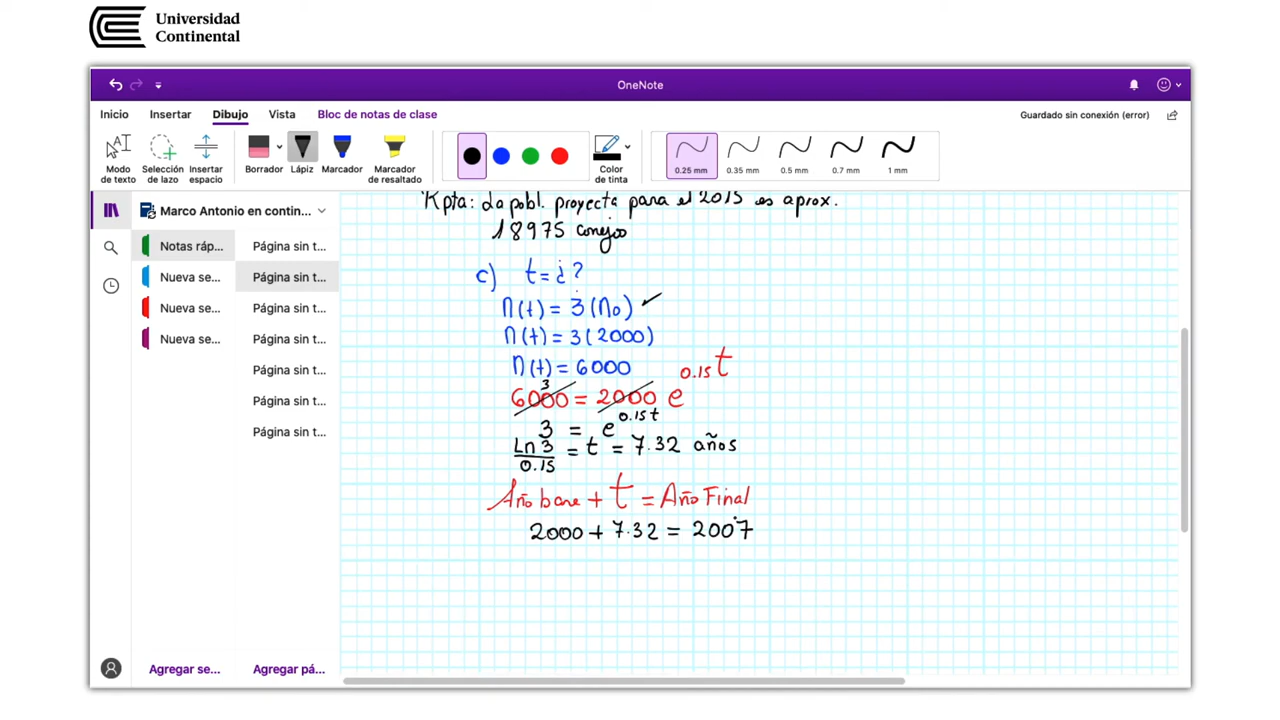 Universidad
Continental
OneNote
Inicio Insertar Dibujo Vista Bloc de notas de clase
Guardado sin conexión (error)
Modo de texto
Selección de lazo
Insertar espacio
Borrador
Lápiz
Marcador
Marcador de resaltado
Color de tinta
0.25 mm
0.35 mm
0.5 mm
0.7 mm
1 mm
Marco Antonio en contin...
Notas ráp...
Nueva se...
Nueva se...
Nueva se...
Página sin t...
Página sin t...
Página sin t...
Página sin t...
Página sin t...
Página sin t...
Página sin t...
Agregar se...
Agregar pá...
Rpta: La pobl. proyecta para el 2015 es aprox.
18975 conejos
c) t = ¿?
n(t) = 3(no)
n(t) = 3(2000)
n(t) = 6000
6000 = 2000 e^0.15t
3
3 = e^0.15t
Ln 3 / 0.15 = t = 7.32 años
Año base + t = Año Final
2000 + 7.32 = 2007